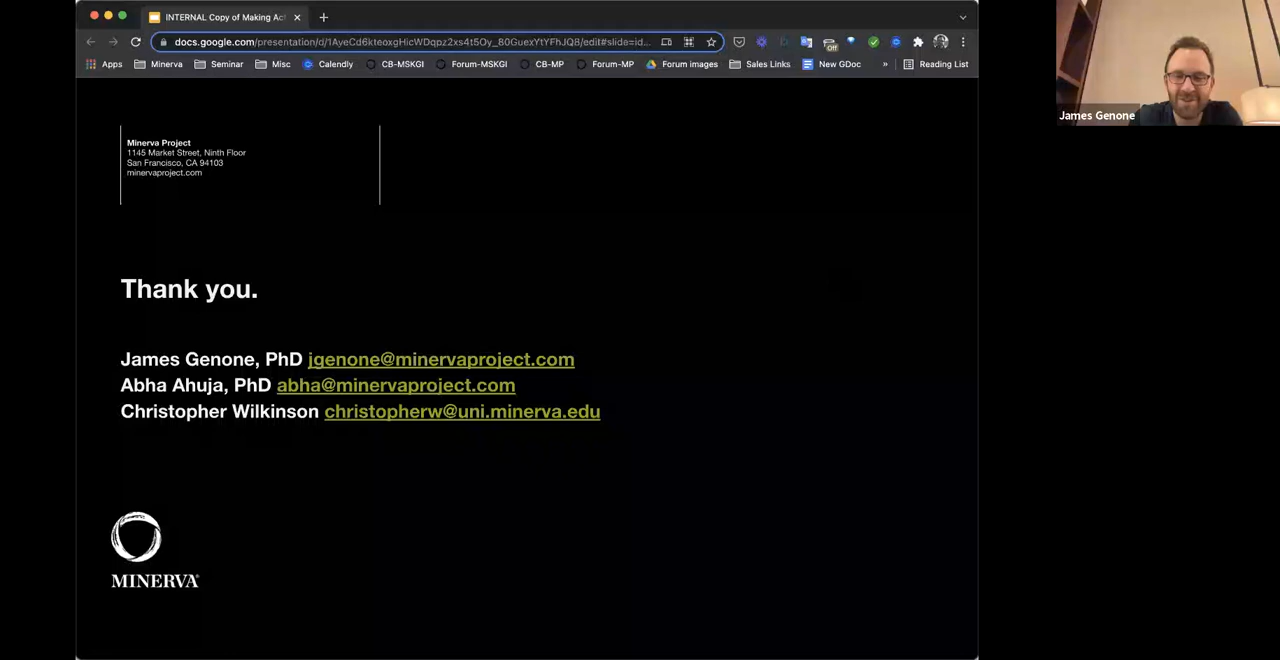 INTERNAL Copy of Making Act
docs.google.com/presentation/d/1AyeCd6kteoxgHicWDqpz2xs4t5Oy_80GuexYtYFhJQ8/edit#slide=id...
Off
Apps Minerva Seminar Misc Calendly CB-MSKGI Forum-MSKGI CB-MP Forum-MP Forum images Sales Links New GDoc » Reading List
James Genone
Minerva Project
1145 Market Street, Ninth Floor
San Francisco, CA 94103
minervaproject.com
Thank you.
James Genone, PhD jgenone@minervaproject.com
Abha Ahuja, PhD abha@minervaproject.com
Christopher Wilkinson christopherw@uni.minerva.edu
MINERVA®